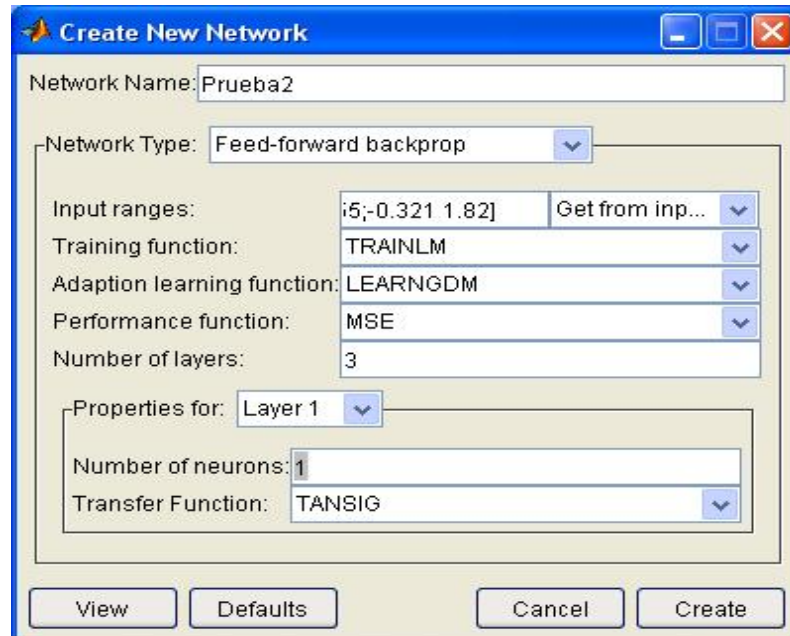 Create New Network
Network Name: Prueba2
Network Type: Feed-forward backprop
Input ranges: i5;-0.321 1.82] Get from inp...
Training function: TRAINLM
Adaption learning function: LEARNGDM
Performance function: MSE
Number of layers: 3
Properties for: Layer 1
Number of neurons: 1
Transfer Function: TANSIG
View Defaults Cancel Create